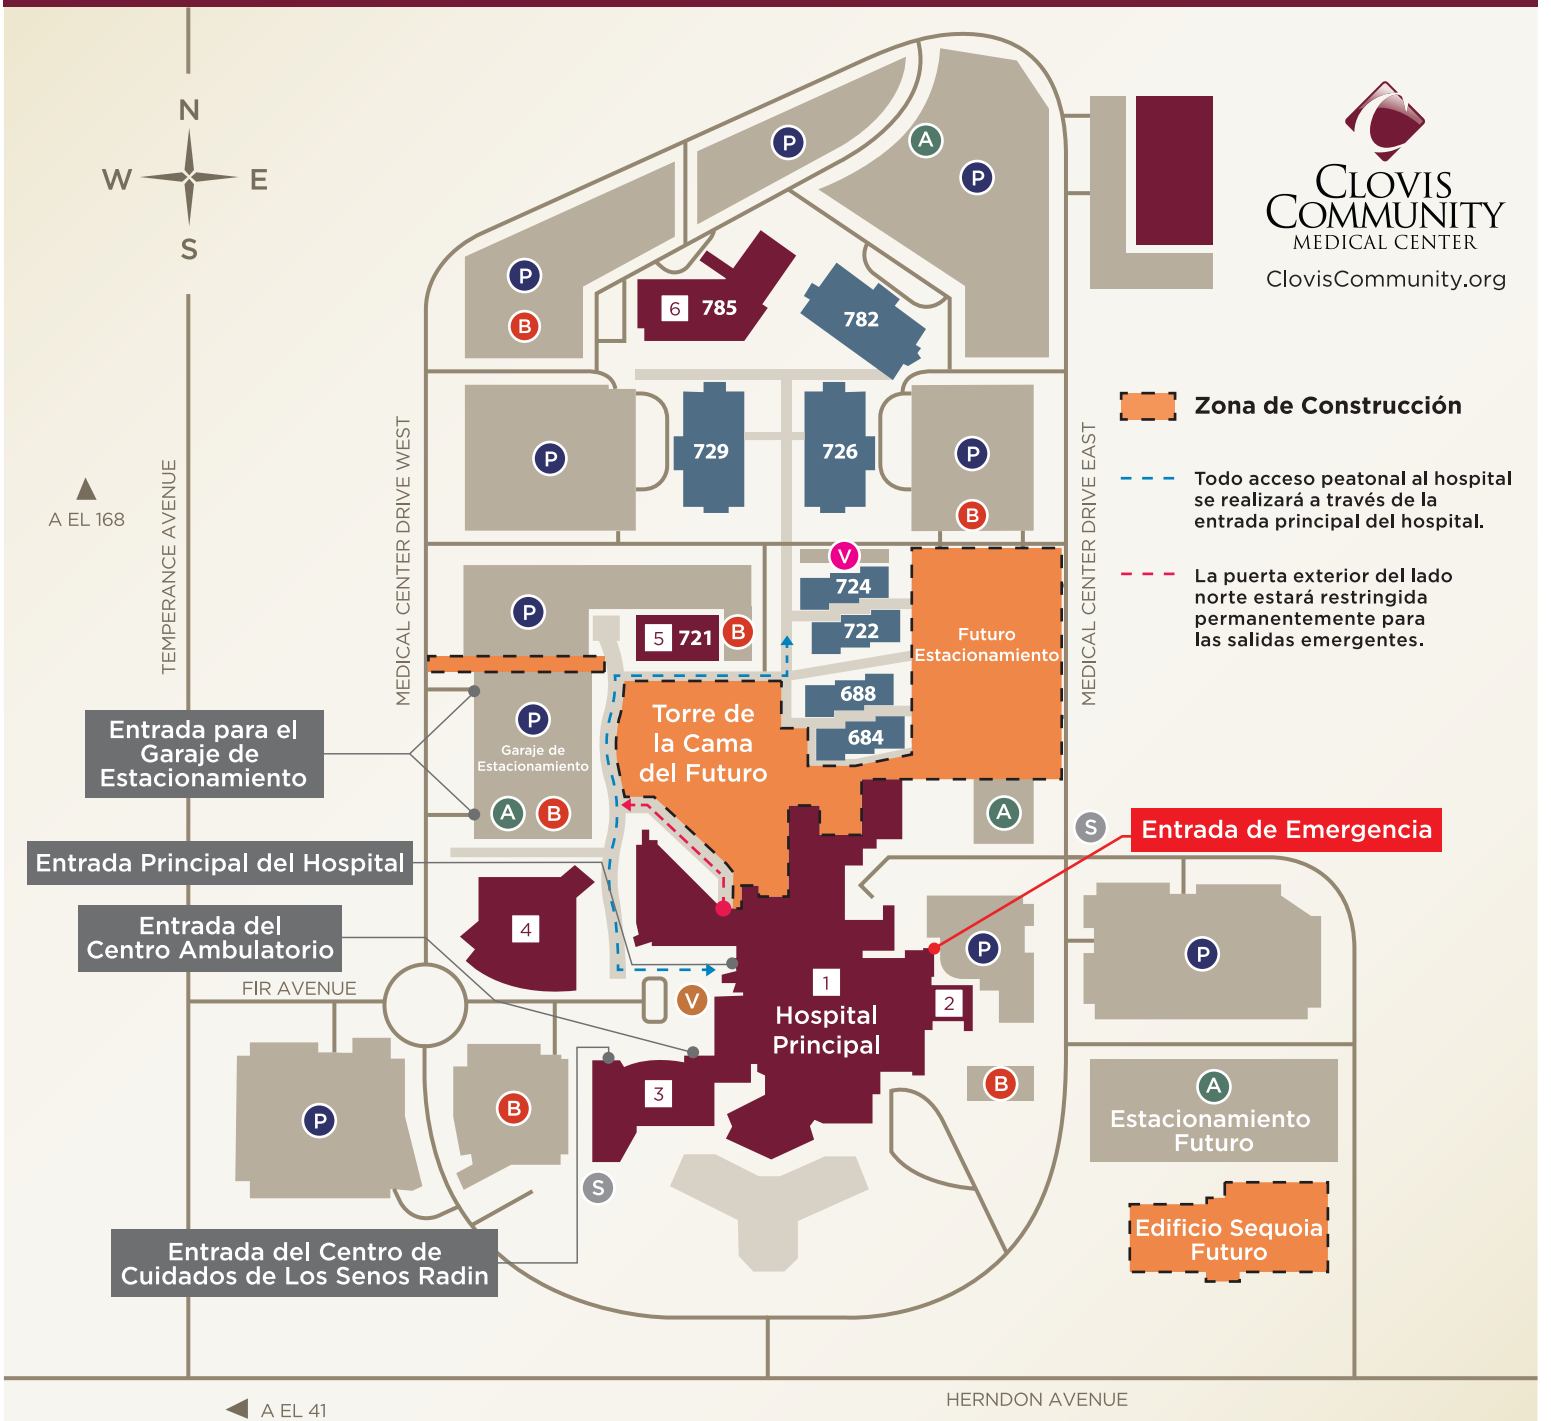 N
W
E
S
CLOVIS
COMMUNITY
MEDICAL CENTER
ClovisCommunity.org
P
A
P
P
B
6 785
782
Zona de Construcción
Todo acceso peatonal al hospital
se realizará a través de la
entrada principal del hospital.
La puerta exterior del lado
norte estará restringida
permanentemente para
las salidas emergentes.
A EL 168
TEMPERANCE AVENUE
MEDICAL CENTER DRIVE WEST
MEDICAL CENTER DRIVE EAST
P
729
726
P
B
V
724
722
P
5 721
B
Futuro
Estacionamiento
688
684
Torre de
la Cama
del Futuro
P
Garaje de
Estacionamiento
A
B
Entrada para el
Garaje de
Estacionamiento
A
S
Entrada de Emergencia
Entrada Principal del Hospital
Entrada del
Centro Ambulatorio
4
P
P
FIR AVENUE
V
1
Hospital
Principal
2
B
3
P
B
S
A
Estacionamiento
Futuro
Edificio Sequoia
Futuro
Entrada del Centro de
Cuidados de Los Senos Radin
HERNDON AVENUE
A EL 41